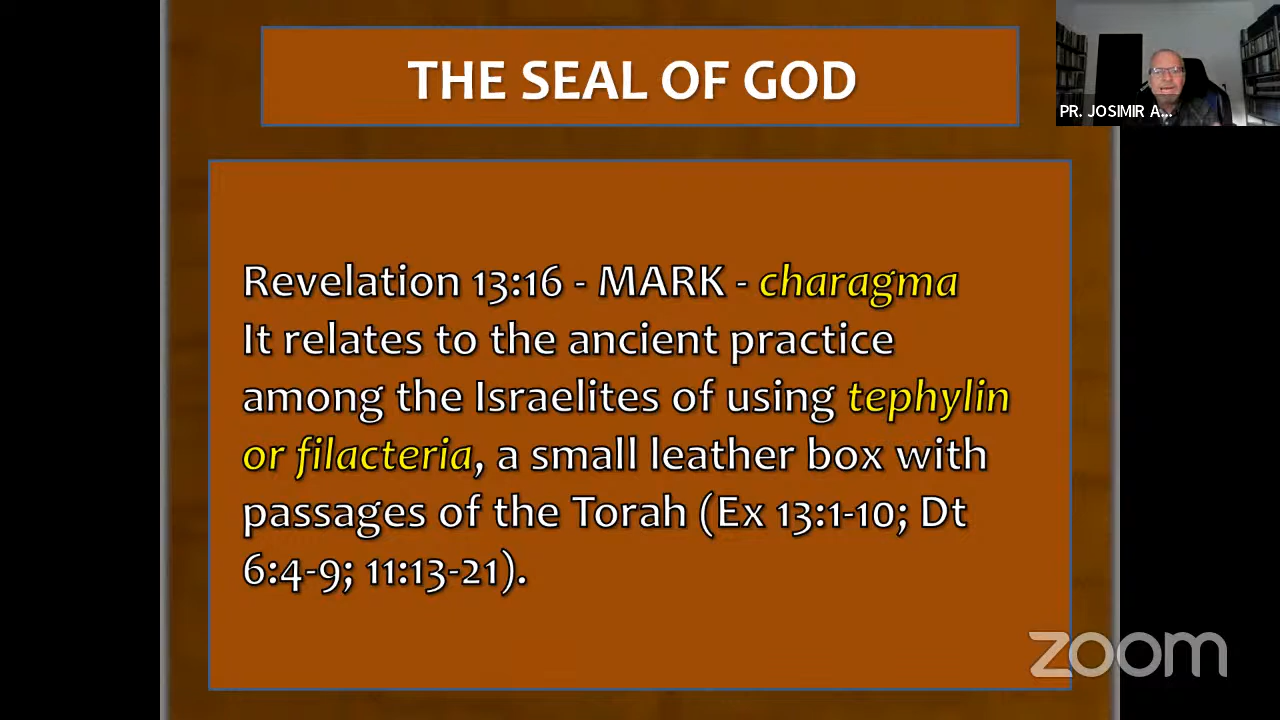 THE SEAL OF GOD
PR. JOSIMIR A...
Revelation 13:16 - MARK - charagma
It relates to the ancient practice
among the Israelites of using tephylin
or filacteria, a small leather box with
passages of the Torah (Ex 13:1-10; Dt
6:4-9; 11:13-21).
zoom